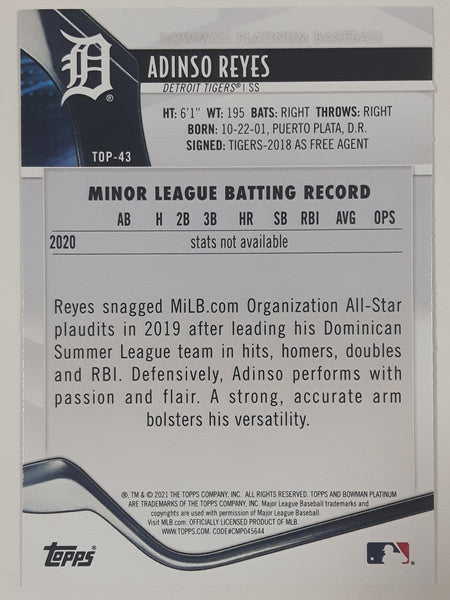 BOWMAN PLATINUM BASEBALL
D
ADINSO REYES
DETROIT TIGERS® | SS
HT: 6'1" WT: 195 BATS: RIGHT THROWS: RIGHT
BORN: 10-22-01, PUERTO PLATA, D.R.
SIGNED: TIGERS-2018 AS FREE AGENT
TOP-43
MINOR LEAGUE BATTING RECORD
AB H 2B 3B HR SB RBI AVG OPS
2020 stats not available
Reyes snagged MiLB.com Organization All-Star
plaudits in 2019 after leading his Dominican
Summer League team in hits, homers, doubles
and RBI. Defensively, Adinso performs with
passion and flair. A strong, accurate arm
bolsters his versatility.
®, TM & © 2021 THE TOPPS COMPANY, INC. ALL RIGHTS RESERVED. TOPPS AND BOWMAN PLATINUM
ARE TRADEMARKS OF THE TOPPS COMPANY, INC. Major League Baseball trademarks and
copyrights are used with permission of Major League Baseball.
Visit MLB.com. OFFICIALLY LICENSED PRODUCT OF MLB.
WWW.TOPPS.COM. CODE#CMP045644
topps